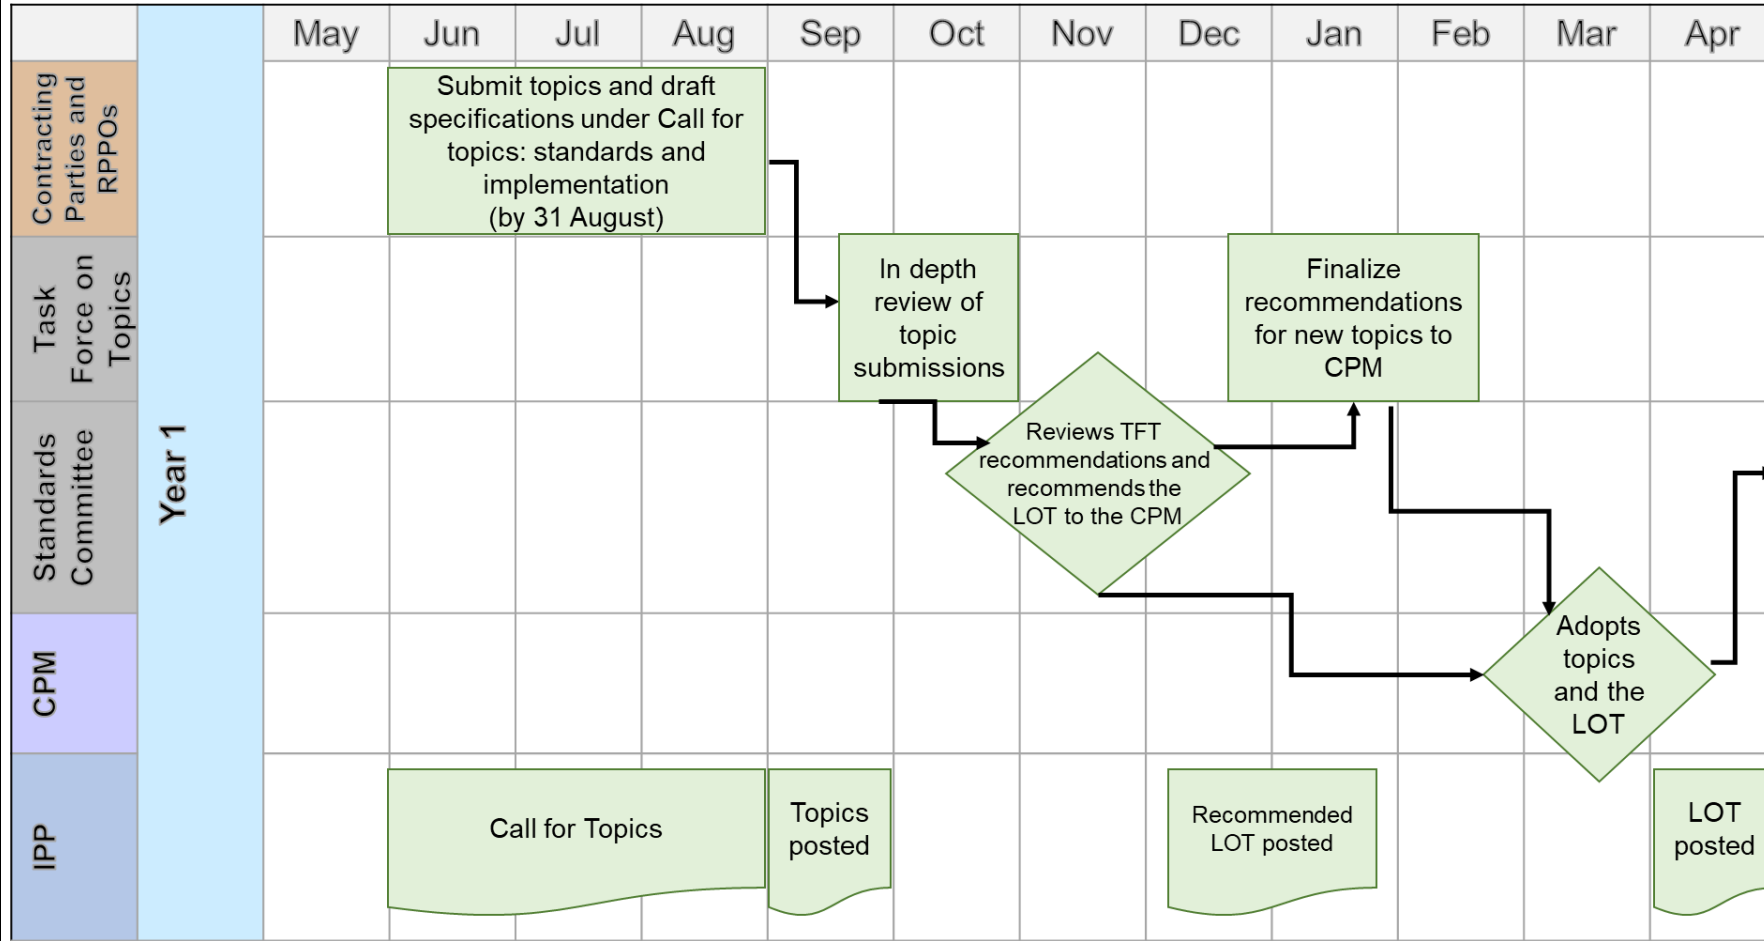 May Jun Jul Aug Sep Oct Nov Dec Jan Feb Mar Apr
Year 1
Contracting
Parties and
RPPOs
Submit topics and draft
specifications under Call for
topics: standards and
implementation
(by 31 August)
Task
Force on
Topics
In depth
review of
topic
submissions
Finalize
recommendations
for new topics to
CPM
Standards
Committee
Reviews TFT
recommendations and
recommends the
LOT to the CPM
CPM
Adopts
topics
and the
LOT
IPP
Call for Topics
Topics
posted
Recommended
LOT posted
LOT
posted